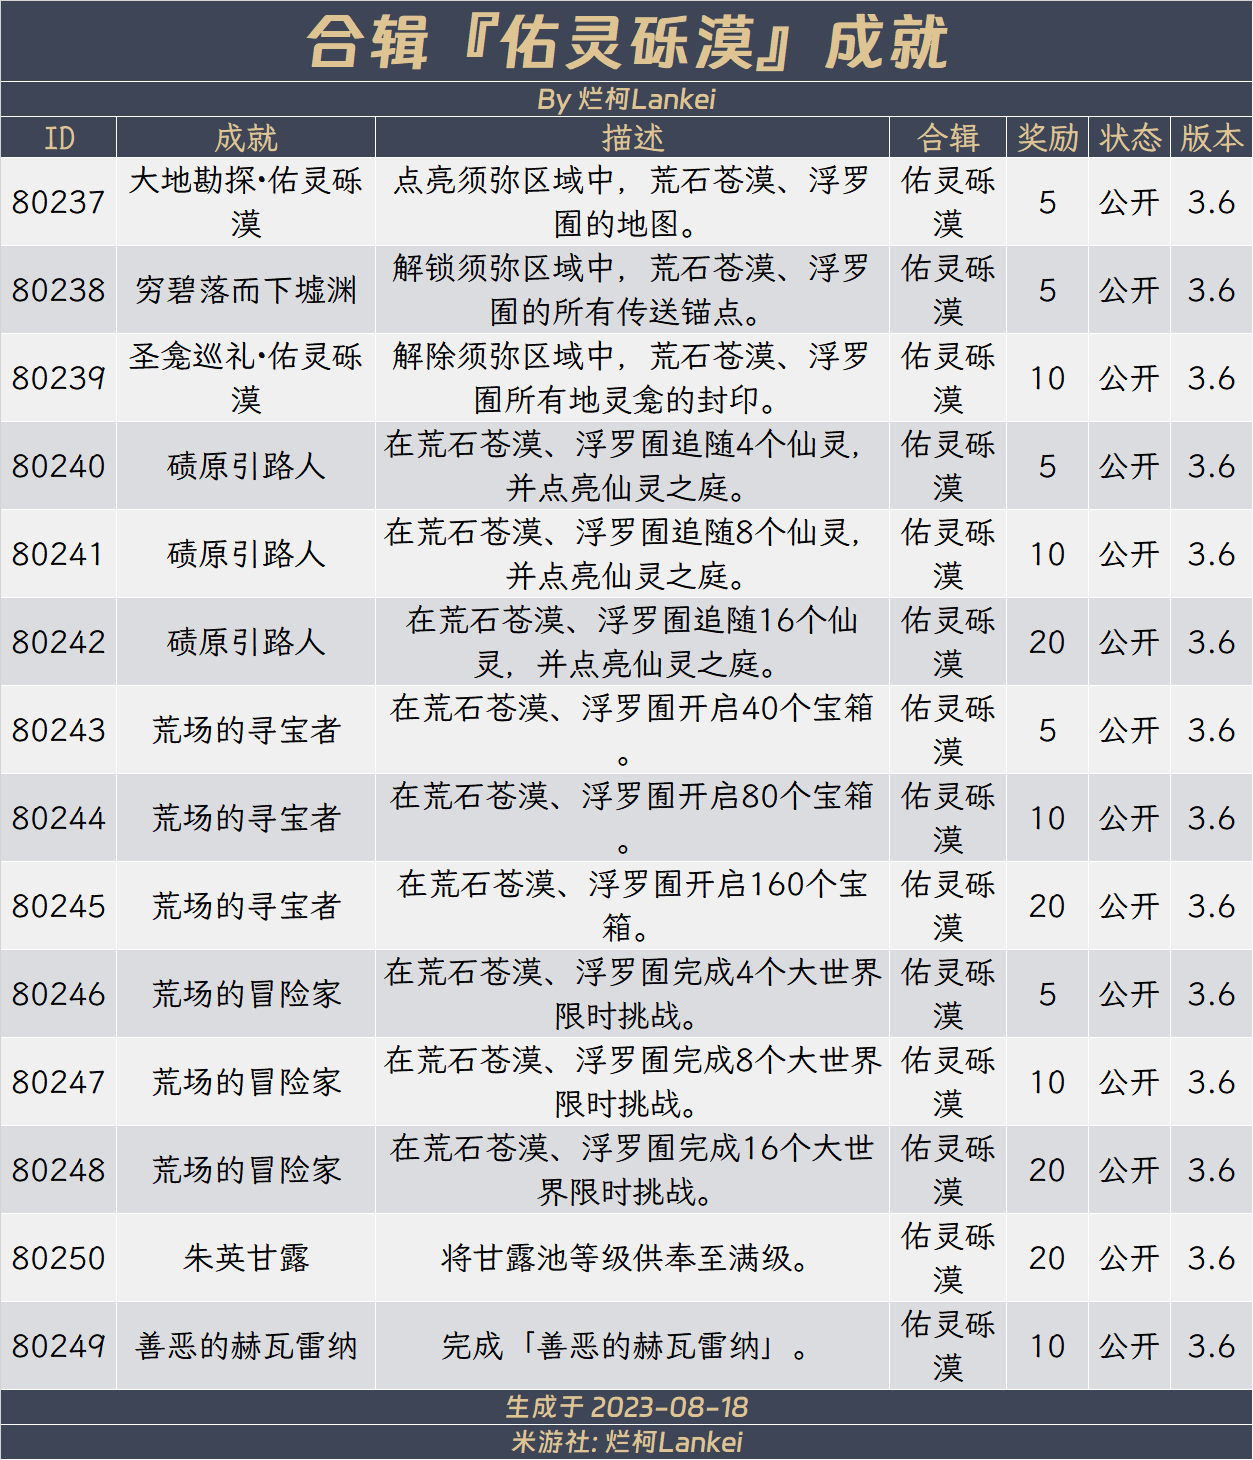 合辑『佑灵砾漠』成就
By 烂柯Lankei
ID 成就 描述 合辑 奖励 状态 版本
80237 大地勘探·佑灵砾漠 点亮须弥区域中，荒石苍漠、浮罗囿的地图。 佑灵砾漠 5 公开 3.6
80238 穷碧落而下墟渊 解锁须弥区域中，荒石苍漠、浮罗囿的所有传送锚点。 佑灵砾漠 5 公开 3.6
80239 圣龛巡礼·佑灵砾漠 解除须弥区域中，荒石苍漠、浮罗囿所有地灵龛的封印。 佑灵砾漠 10 公开 3.6
80240 碛原引路人 在荒石苍漠、浮罗囿追随4个仙灵，并点亮仙灵之庭。 佑灵砾漠 5 公开 3.6
80241 碛原引路人 在荒石苍漠、浮罗囿追随8个仙灵，并点亮仙灵之庭。 佑灵砾漠 10 公开 3.6
80242 碛原引路人 在荒石苍漠、浮罗囿追随16个仙灵，并点亮仙灵之庭。 佑灵砾漠 20 公开 3.6
80243 荒场的寻宝者 在荒石苍漠、浮罗囿开启40个宝箱。 佑灵砾漠 5 公开 3.6
80244 荒场的寻宝者 在荒石苍漠、浮罗囿开启80个宝箱。 佑灵砾漠 10 公开 3.6
80245 荒场的寻宝者 在荒石苍漠、浮罗囿开启160个宝箱。 佑灵砾漠 20 公开 3.6
80246 荒场的冒险家 在荒石苍漠、浮罗囿完成4个大世界限时挑战。 佑灵砾漠 5 公开 3.6
80247 荒场的冒险家 在荒石苍漠、浮罗囿完成8个大世界限时挑战。 佑灵砾漠 10 公开 3.6
80248 荒场的冒险家 在荒石苍漠、浮罗囿完成16个大世界限时挑战。 佑灵砾漠 20 公开 3.6
80250 朱英甘露 将甘露池等级供奉至满级。 佑灵砾漠 20 公开 3.6
80249 善恶的赫瓦雷纳 完成「善恶的赫瓦雷纳」。 佑灵砾漠 10 公开 3.6
生成于 2023-08-18
米游社: 烂柯Lankei